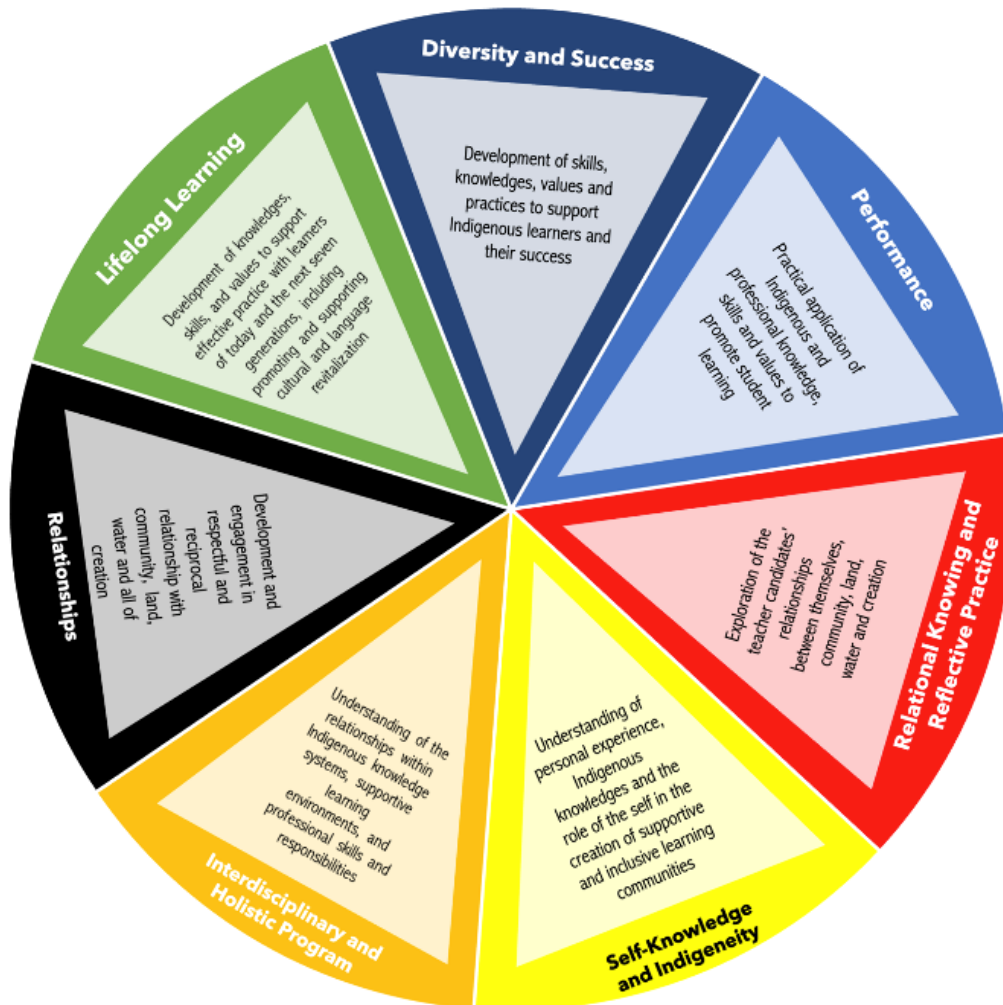 Diversity and Success
Development of skills,
knowledges, values and
practices to support
Indigenous learners and
their success
Performance
Practical application of
Indigenous and
professional knowledge,
skills and values to
promote student
learning
Relational Knowing and
Reflective Practice
Exploration of the
teacher candidates'
relationships
between themselves,
community, land,
water and creation
Self-Knowledge
and Indigeneity
Understanding of
personal experience,
Indigenous
knowledges and the
role of the self in the
creation of supportive
and inclusive learning
communities
Interdisciplinary and
Holistic Program
Understanding of the
relationships within
Indigenous knowledge
systems, supportive
learning
environments, and
professional skills and
responsibilities
Relationships
Development and
engagement in
respectful and
reciprocal
relationship with
community, land,
water and all of
creation
Lifelong Learning
Development of knowledges,
skills, and values to support
effective practice with learners
of today and the next seven
generations, including
promoting and supporting
cultural and language
revitalization